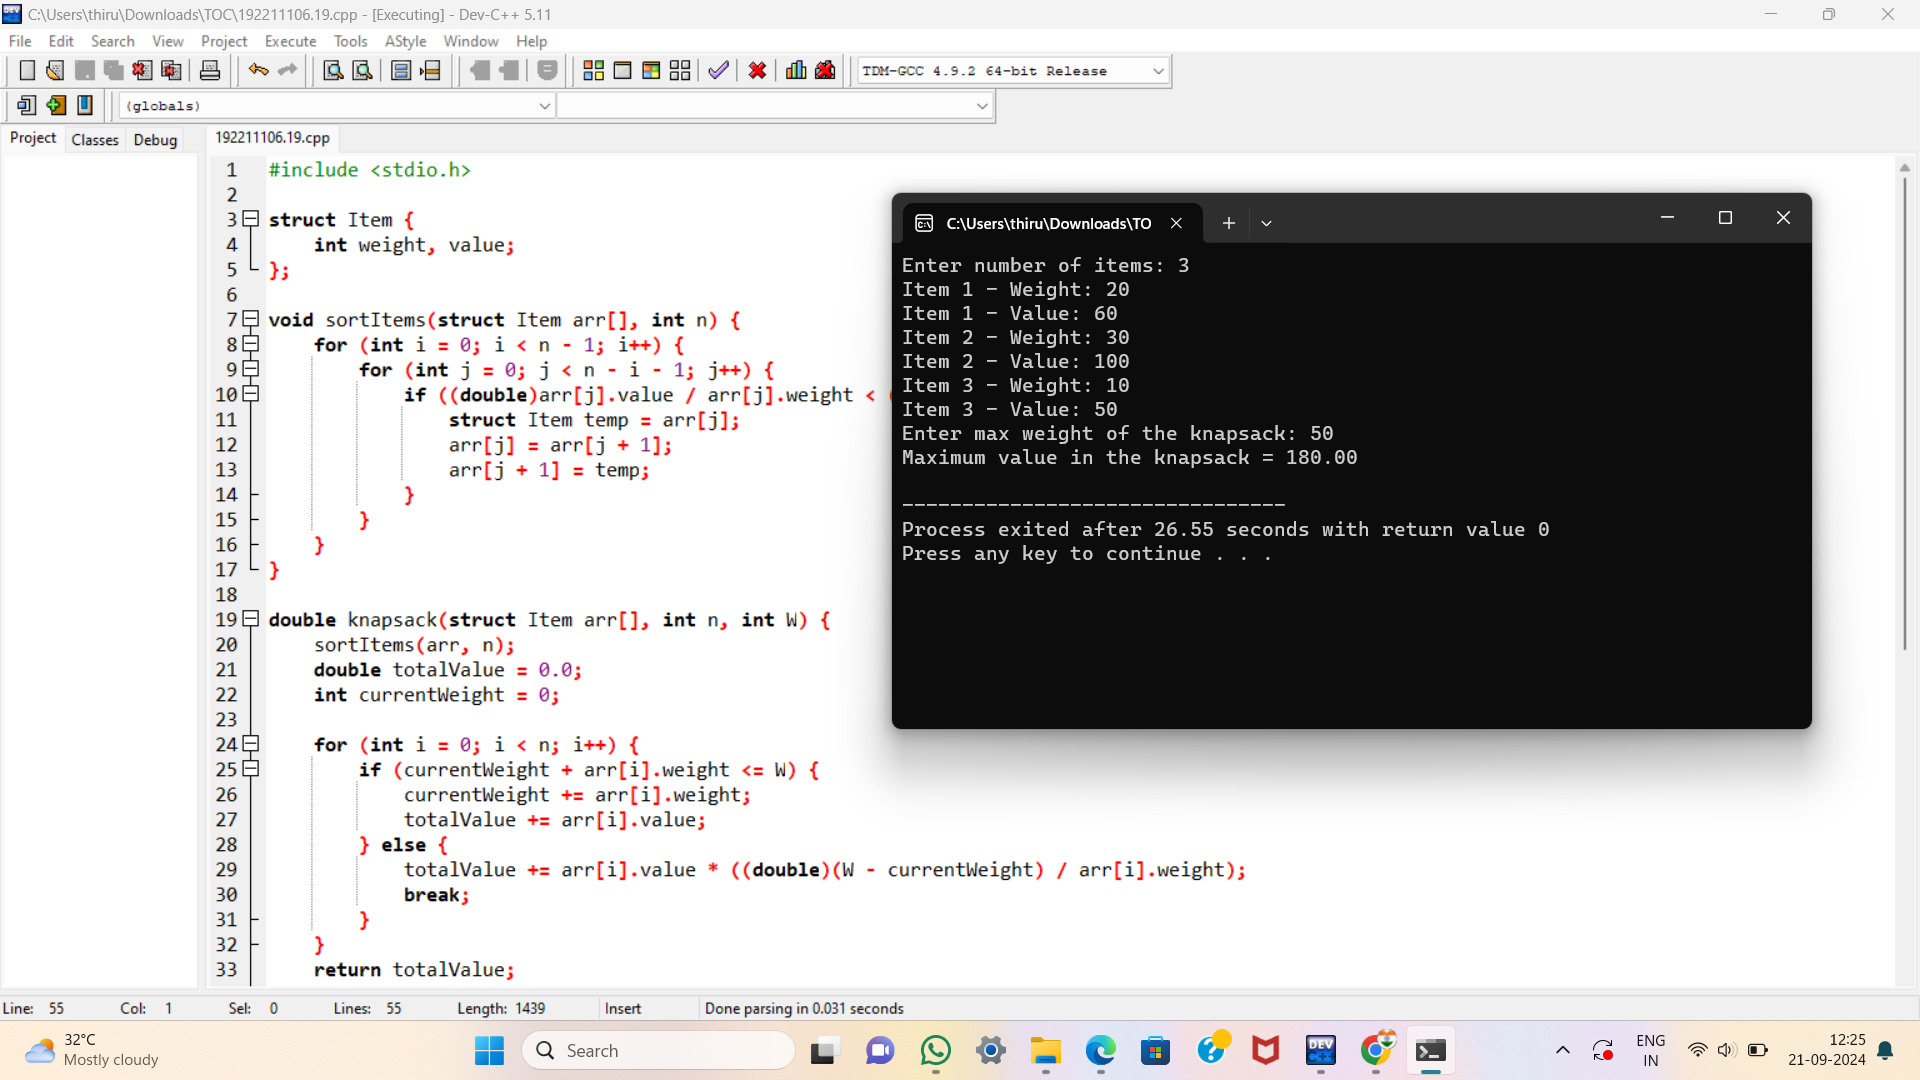 C:\Users\thiru\Downloads\TOC\192211106.19.cpp - [Executing] - Dev-C++ 5.11
File Edit Search View Project Execute Tools AStyle Window Help
TDM-GCC 4.9.2 64-bit Release
(globals)
Project Classes Debug
192211106.19.cpp
1 #include <stdio.h>
2
3 struct Item {
4     int weight, value;
5 };
6
7 void sortItems(struct Item arr[], int n) {
8     for (int i = 0; i < n - 1; i++) {
9         for (int j = 0; j < n - i - 1; j++) {
10             if ((double)arr[j].value / arr[j].weight < (
11                 struct Item temp = arr[j];
12                 arr[j] = arr[j + 1];
13                 arr[j + 1] = temp;
14             }
15         }
16     }
17 }
18
19 double knapsack(struct Item arr[], int n, int W) {
20     sortItems(arr, n);
21     double totalValue = 0.0;
22     int currentWeight = 0;
23
24     for (int i = 0; i < n; i++) {
25         if (currentWeight + arr[i].weight <= W) {
26             currentWeight += arr[i].weight;
27             totalValue += arr[i].value;
28         } else {
29             totalValue += arr[i].value * ((double)(W - currentWeight) / arr[i].weight);
30             break;
31         }
32     }
33     return totalValue;
C:\Users\thiru\Downloads\TO
Enter number of items: 3
Item 1 - Weight: 20
Item 1 - Value: 60
Item 2 - Weight: 30
Item 2 - Value: 100
Item 3 - Weight: 10
Item 3 - Value: 50
Enter max weight of the knapsack: 50
Maximum value in the knapsack = 180.00
--------------------------------
Process exited after 26.55 seconds with return value 0
Press any key to continue . . .
Line: 55 Col: 1 Sel: 0 Lines: 55 Length: 1439 Insert Done parsing in 0.031 seconds
32°C
Mostly cloudy
Search
DEV
C++
ENG
IN
12:25
21-09-2024